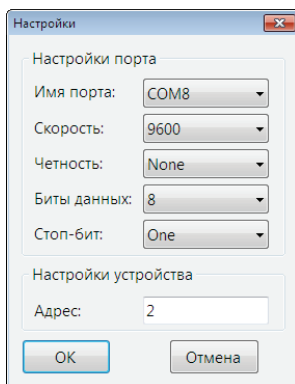 Настройки
Настройки порта
Имя порта: COM8
Скорость: 9600
Четность: None
Биты данных: 8
Стоп-бит: One
Настройки устройства
Адрес: 2
OK Отмена